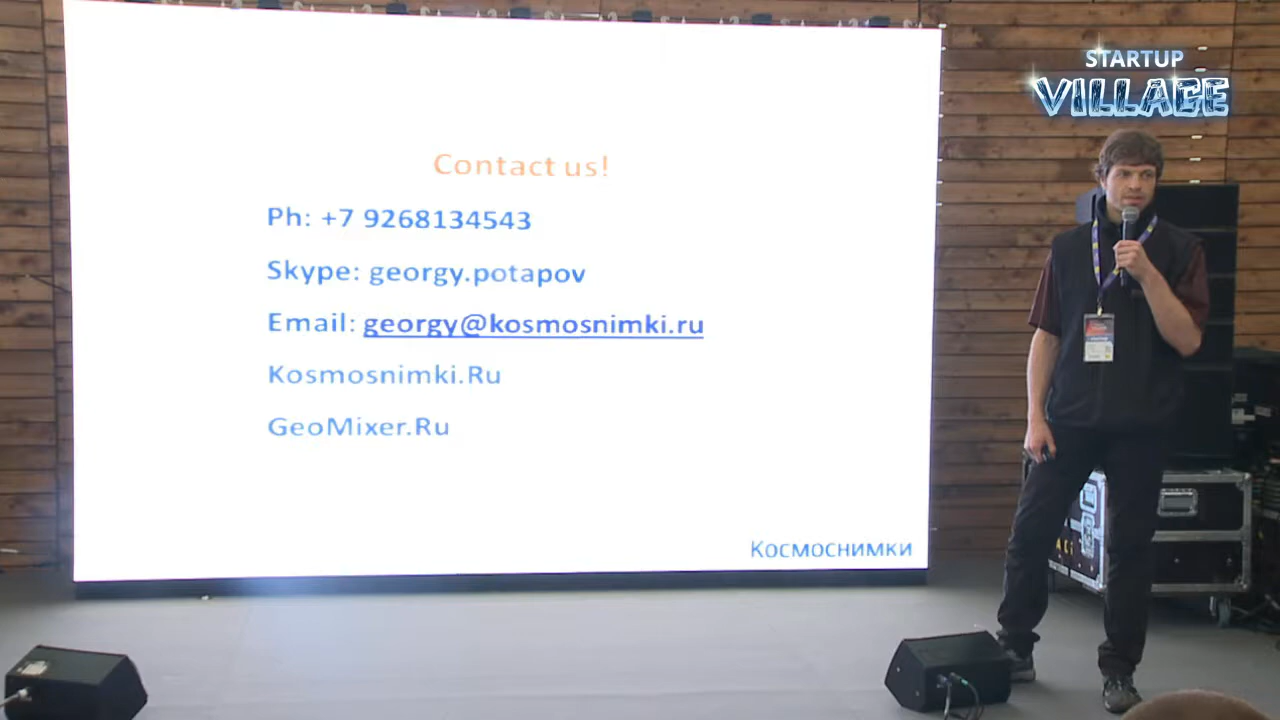 STARTUP
VILLAGE
Contact us!
Ph: +7 9268134543
Skype: georgy.potapov
Email: georgy@kosmosnimki.ru
Kosmosnimki.Ru
GeoMixer.Ru
Космоснимки